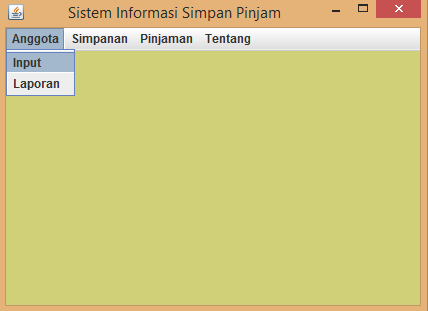 Sistem Informasi Simpan Pinjam
Anggota Simpanan Pinjaman Tentang
Input
Laporan